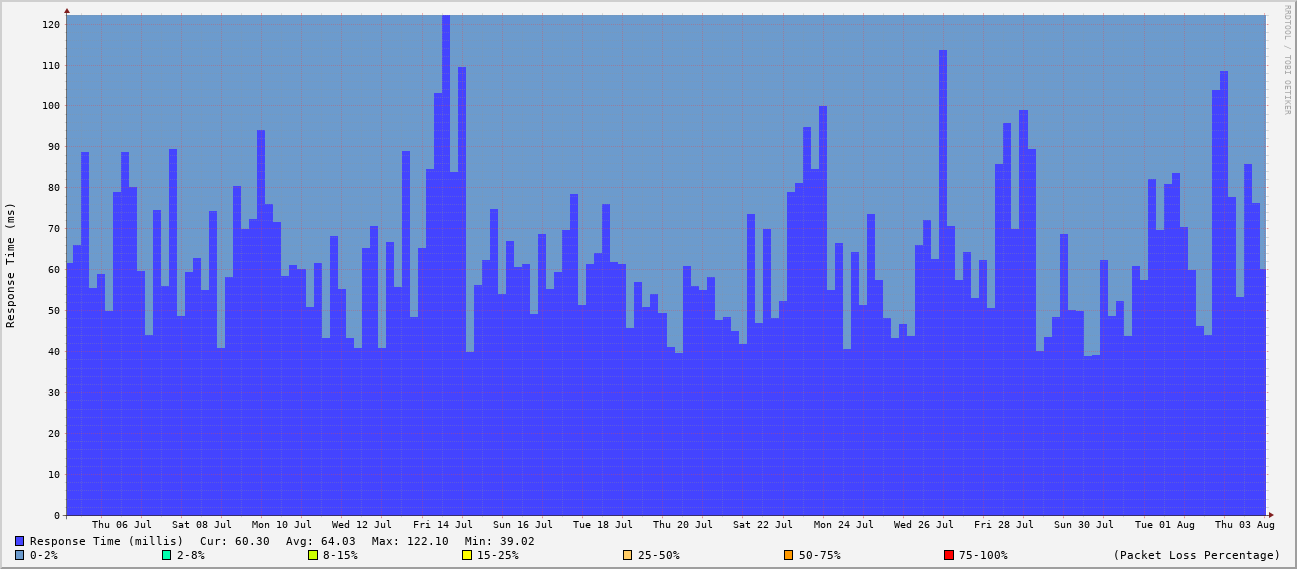 RRDTOOL / TOBI OETIKER
Response Time (ms)
120
110
100
90
80
70
60
50
40
30
20
10
0
Thu 06 Jul Sat 08 Jul Mon 10 Jul Wed 12 Jul Fri 14 Jul Sun 16 Jul Tue 18 Jul Thu 20 Jul Sat 22 Jul Mon 24 Jul Wed 26 Jul Fri 28 Jul Sun 30 Jul Tue 01 Aug Thu 03 Aug
Response Time (millis) Cur: 60.30 Avg: 64.03 Max: 122.10 Min: 39.02
0-2% 2-8% 8-15% 15-25% 25-50% 50-75% 75-100% (Packet Loss Percentage)